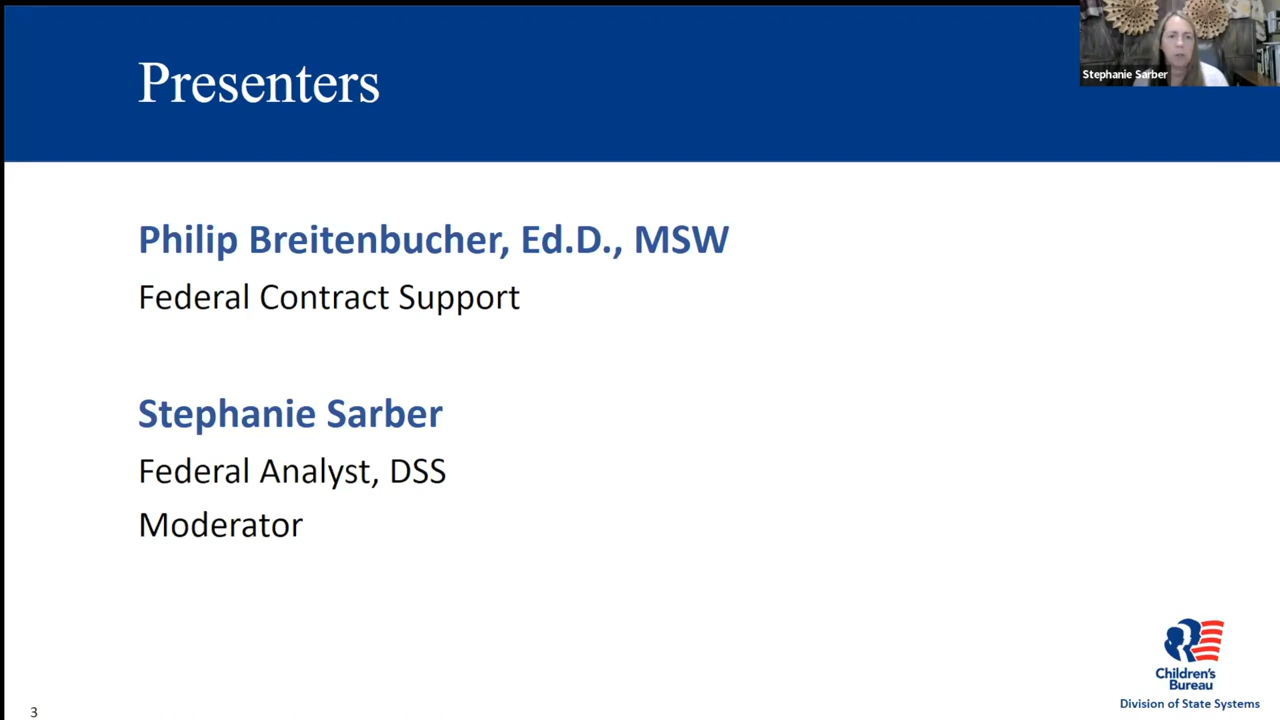 Presenters
Stephanie Sarber
Philip Breitenbucher, Ed.D., MSW
Federal Contract Support
Stephanie Sarber
Federal Analyst, DSS
Moderator
Children's
Bureau
Division of State Systems
3